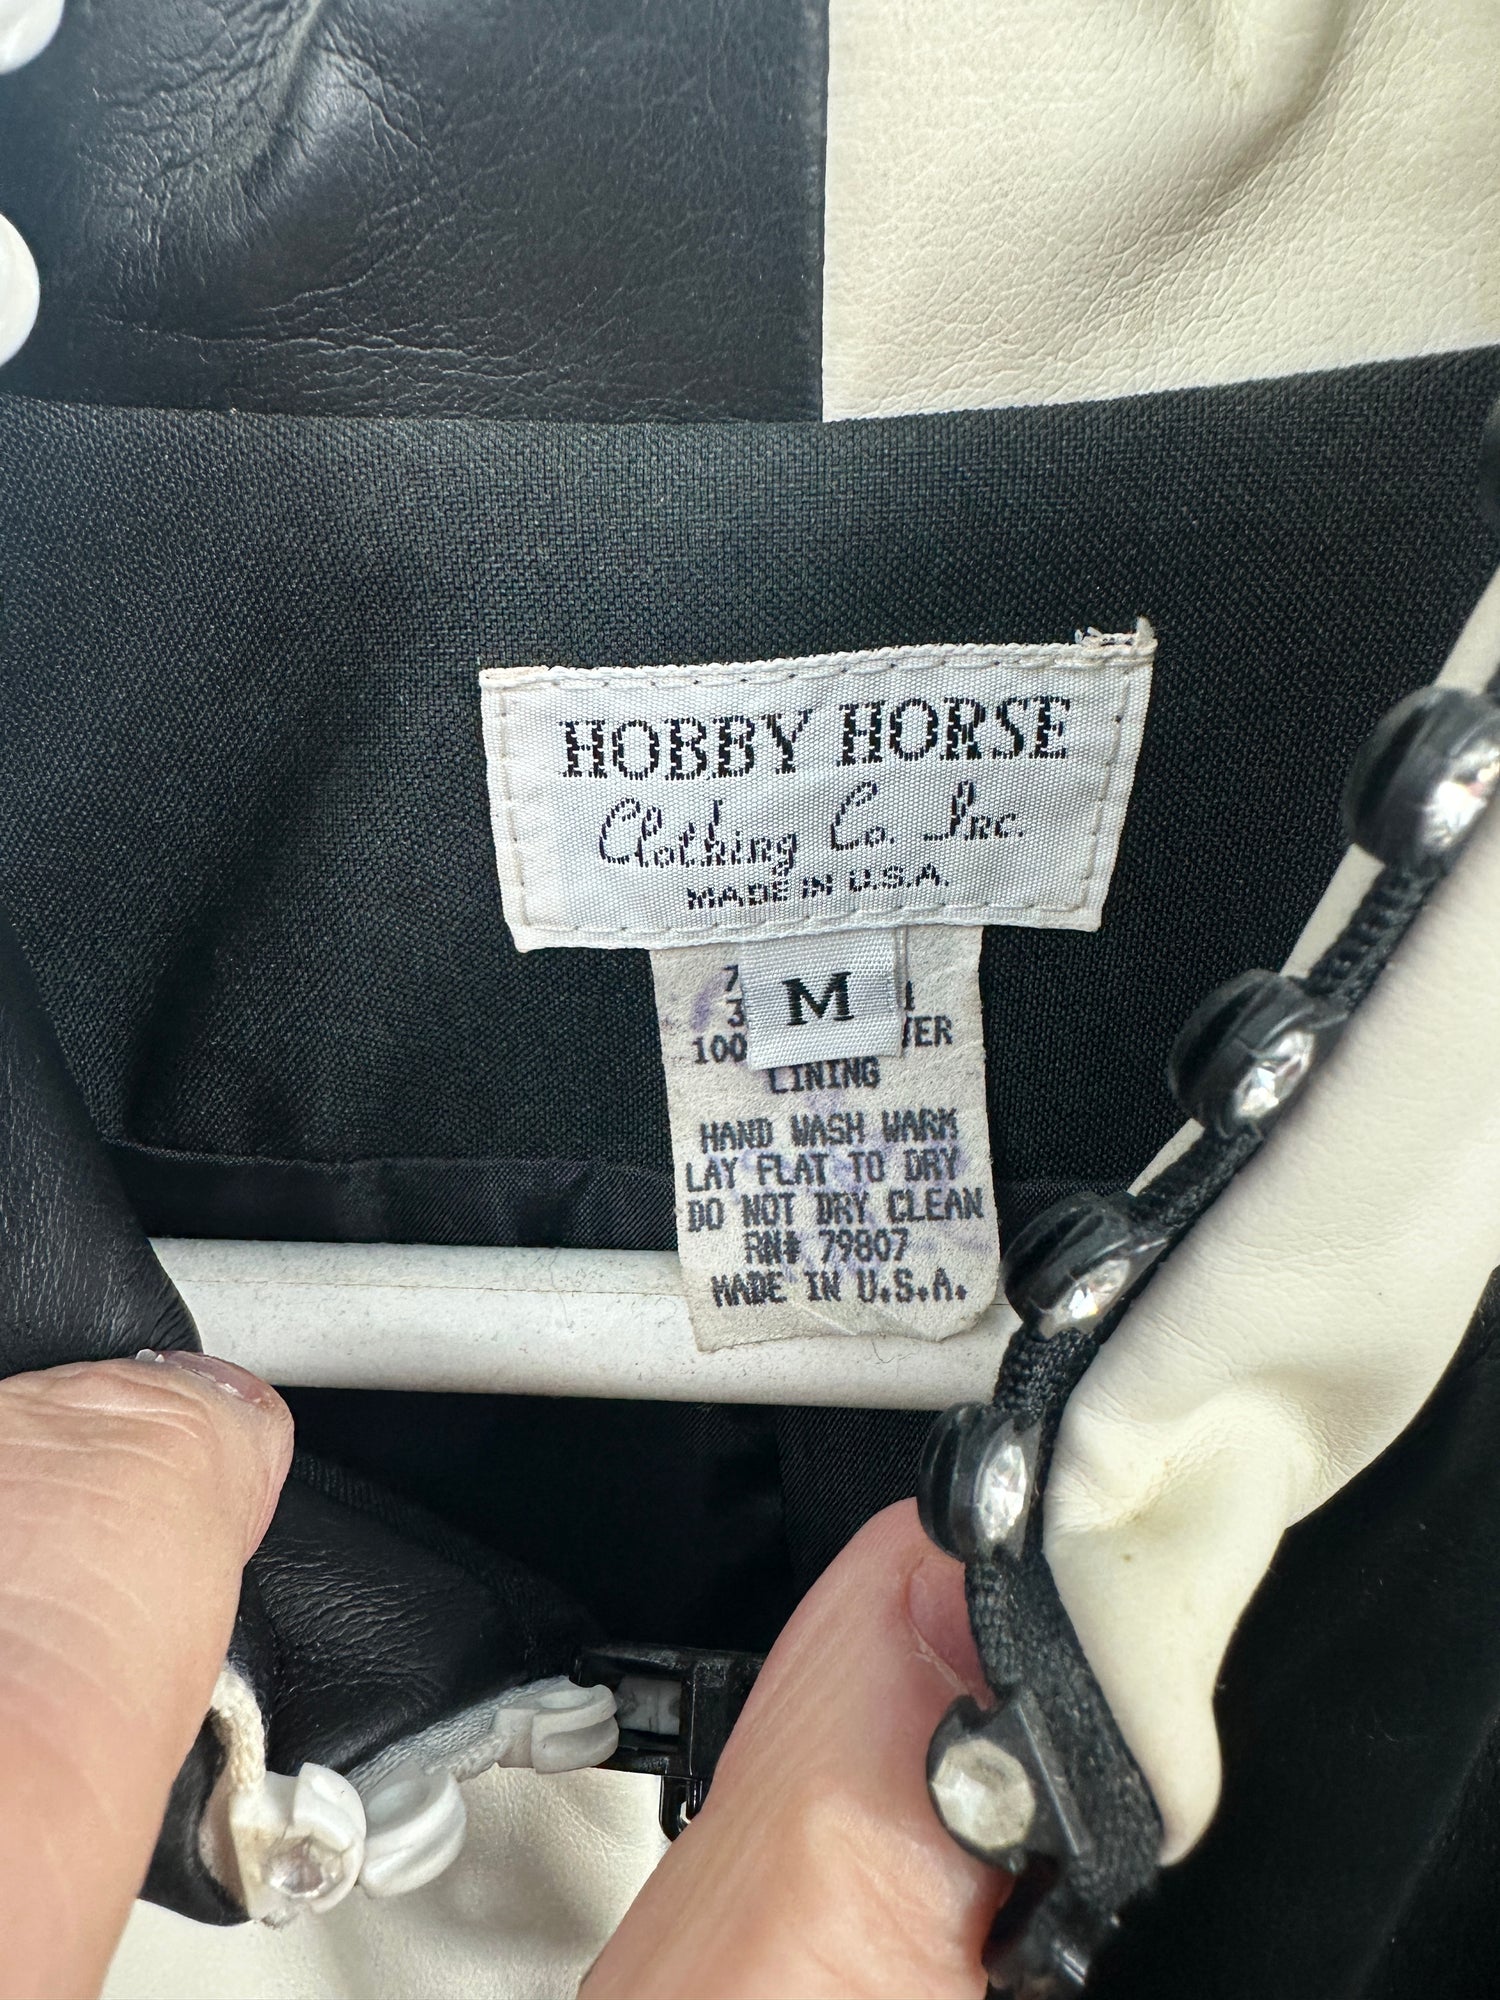 HOBBY HORSE
Clothing Co. Inc.
MADE IN U.S.A.
M
100
LINING
HAND WASH WARM
LAY FLAT TO DRY
DO NOT DRY CLEAN
RN# 79807
MADE IN U.S.A.